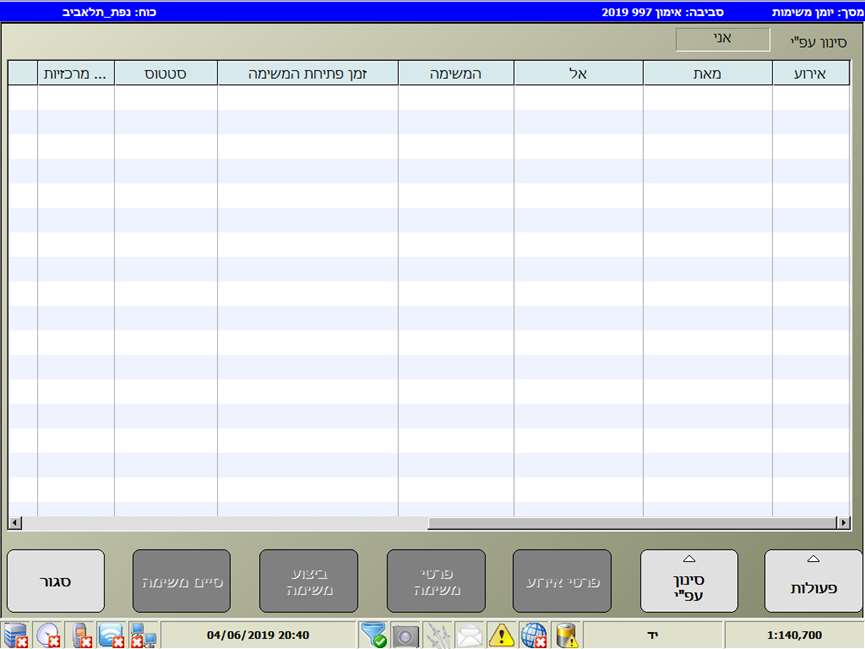 מסך: יומן משימות סביבה: אימון 997 2019 כוח: נפת_תלאביב
סינון עפ"י אני
אירוע מאת אל המשימה זמן פתיחת המשימה סטטוס מרכזיות ...
פעולות
סינון
עפ"י
פרטי אירוע
פרטי
משימה
ביצוע
משימה
סיים משימה
סגור
1:140,700 יד 04/06/2019 20:40